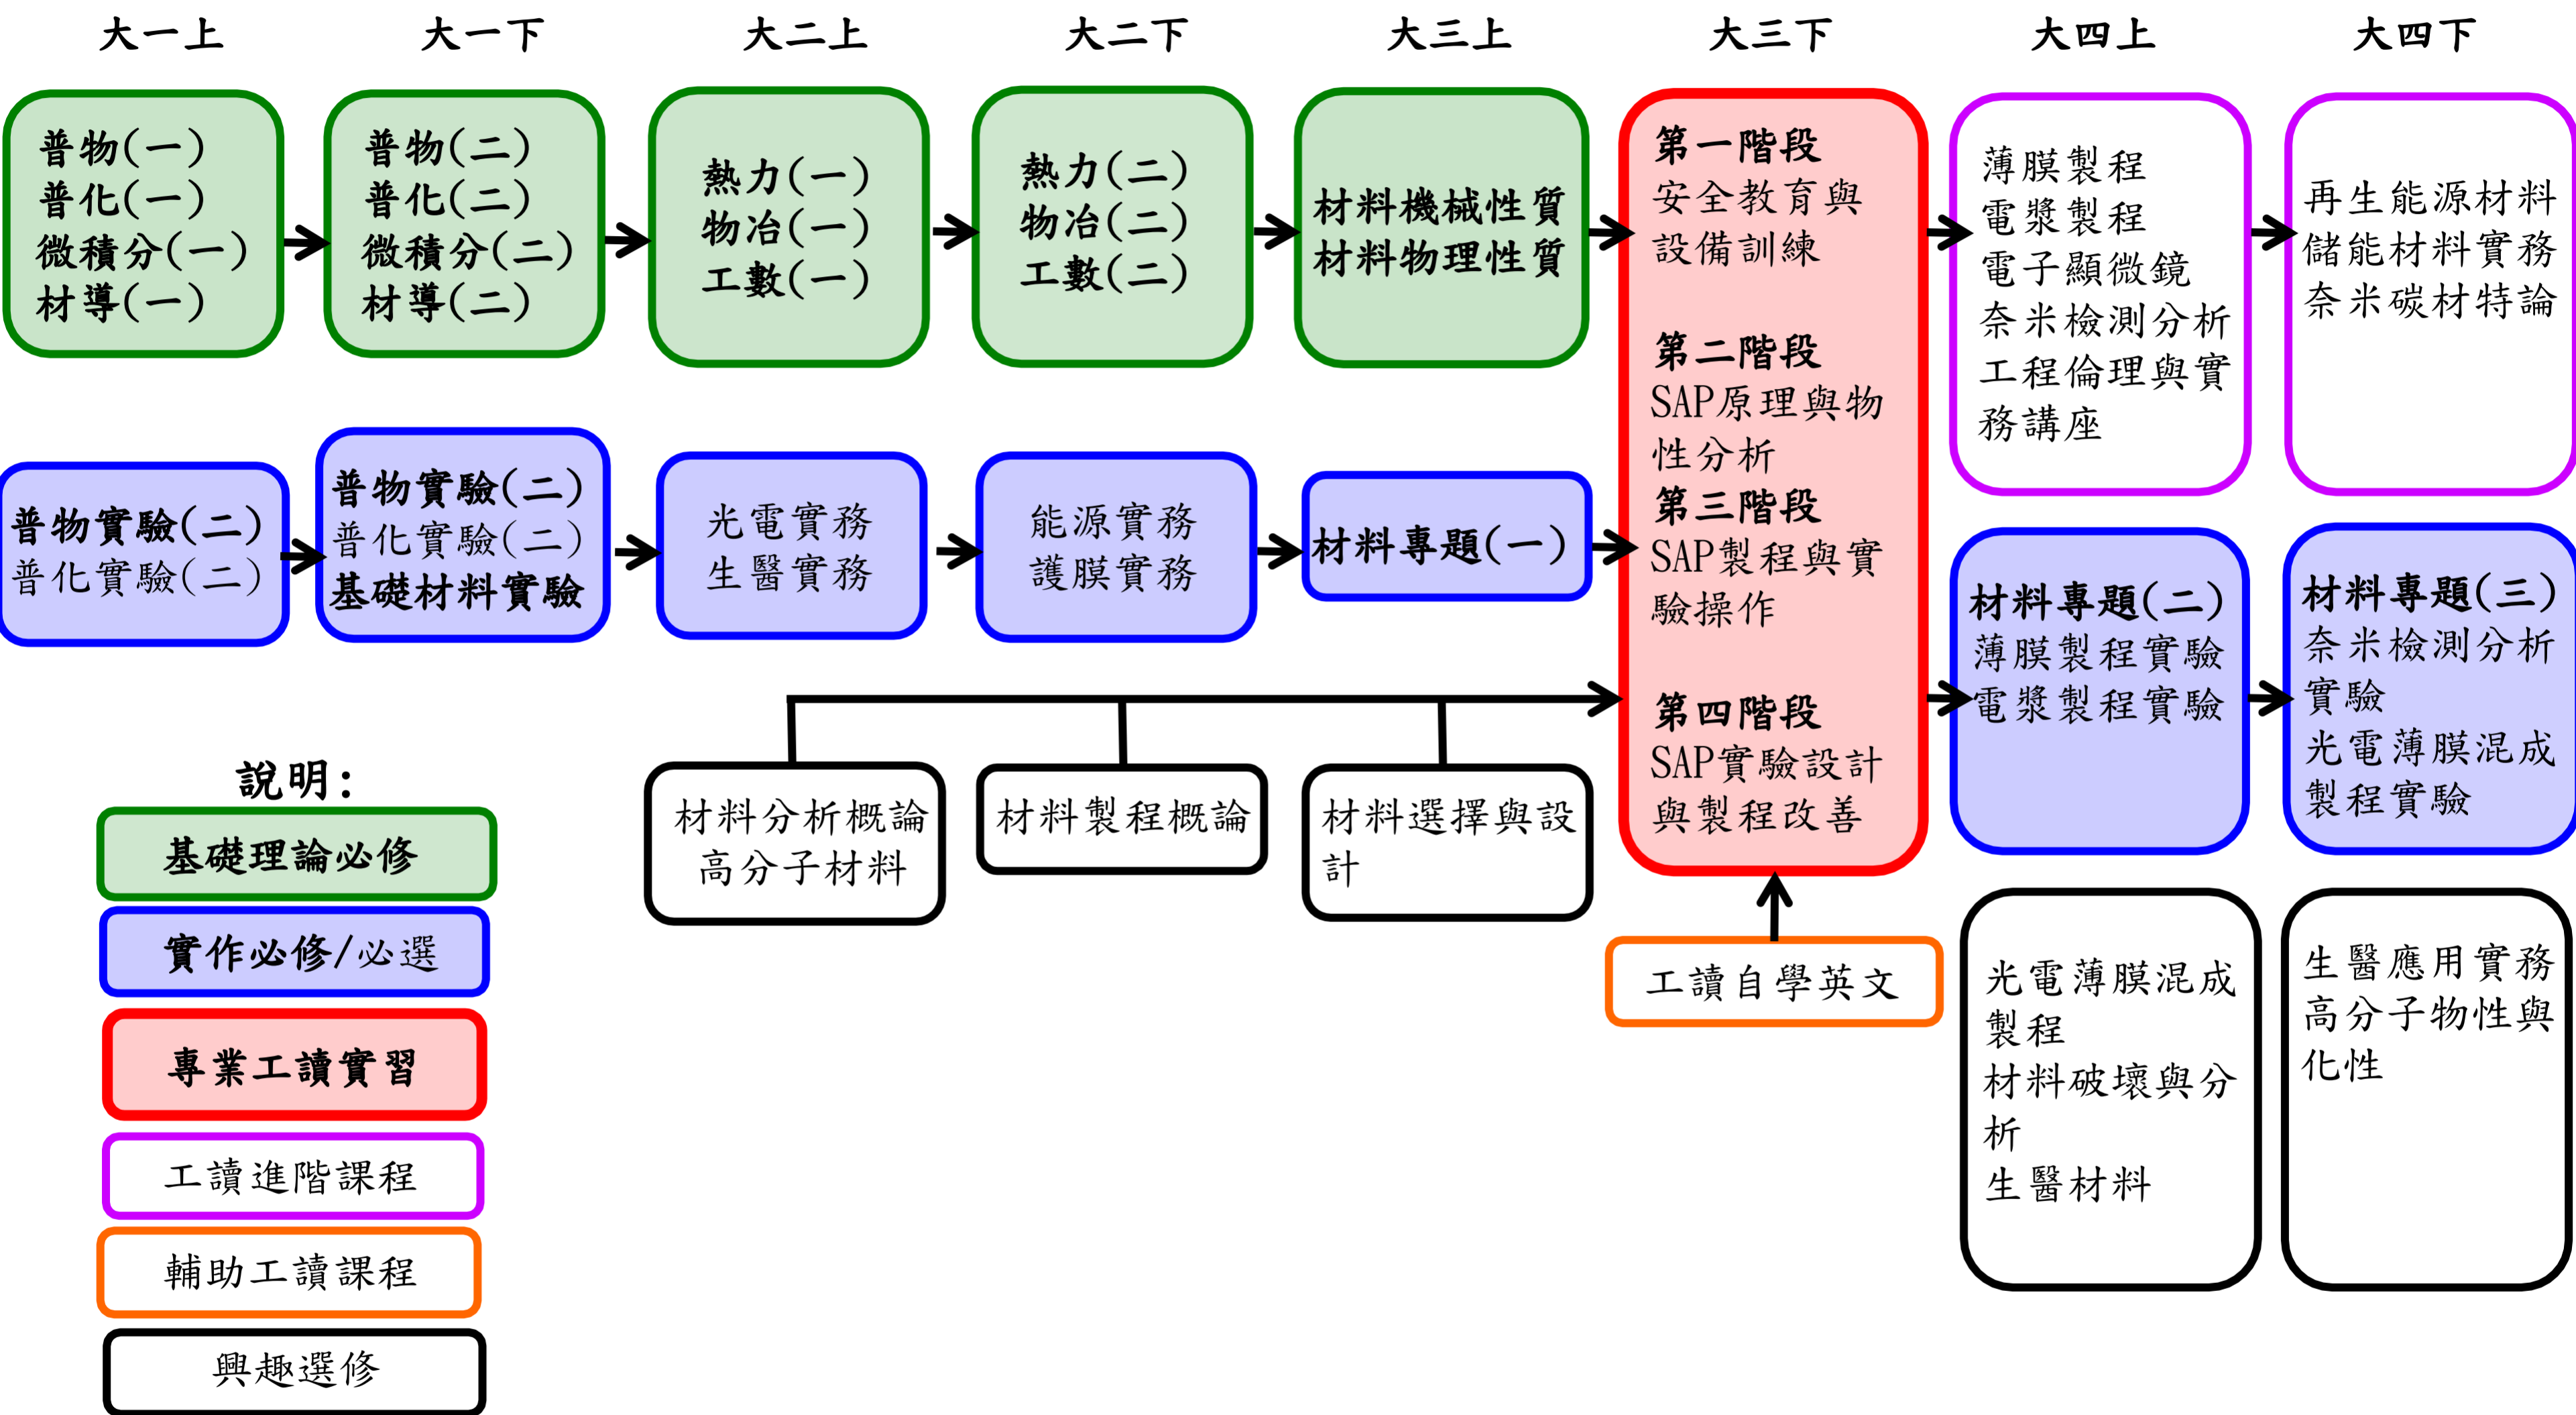 大一上
大一下
大二上
大二下
大三上
大三下
大四上
大四下
普物(一)
普化(一)
微積分(一)
材導(一)
普物(二)
普化(二)
微積分(二)
材導(二)
熱力(一)
物冶(一)
工數(一)
熱力(二)
物冶(二)
工數(二)
材料機械性質
材料物理性質
第一階段
安全教育與
設備訓練
第二階段
SAP原理與物
性分析
第三階段
SAP製程與實
驗操作
第四階段
SAP實驗設計
與製程改善
薄膜製程
電漿製程
電子顯微鏡
奈米檢測分析
工程倫理與實
務講座
再生能源材料
儲能材料實務
奈米碳材特論
普物實驗(二)
普化實驗(二)
普物實驗(二)
普化實驗(二)
基礎材料實驗
光電實務
生醫實務
能源實務
護膜實務
材料專題(一)
材料專題(二)
薄膜製程實驗
電漿製程實驗
材料專題(三)
奈米檢測分析
實驗
光電薄膜混成
製程實驗
材料分析概論
高分子材料
材料製程概論
材料選擇與設
計
工讀自學英文
光電薄膜混成
製程
材料破壞與分
析
生醫材料
生醫應用實務
高分子物性與
化性
說明:
基礎理論必修
實作必修/必選
專業工讀實習
工讀進階課程
輔助工讀課程
興趣選修